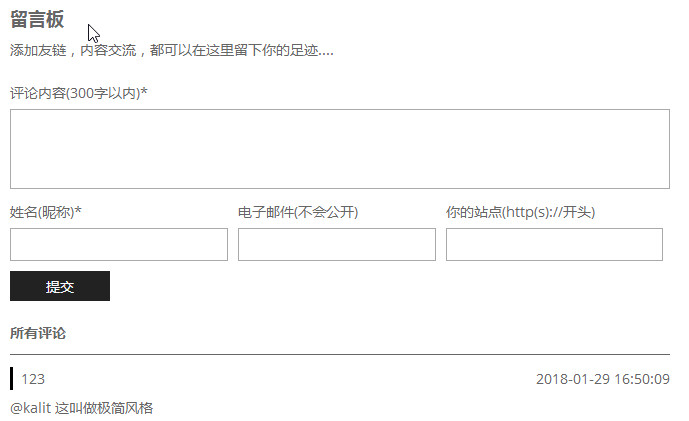 留言板
添加友链，内容交流，都可以在这里留下你的足迹....
评论内容(300字以内)*
姓名(昵称)* 电子邮件(不会公开) 你的站点(http(s)://开头)
提交
所有评论
123 2018-01-29 16:50:09
@kalit 这叫做极简风格